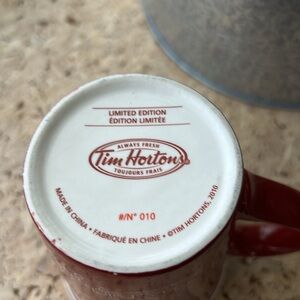 LIMITED EDITION
ÉDITION LIMITÉE
ALWAYS FRESH
Tim Hortons
TOUJOURS FRAIS
#/N° 010
MADE IN CHINA • FABRIQUÉ EN CHINE • ©TIM HORTONS, 2010